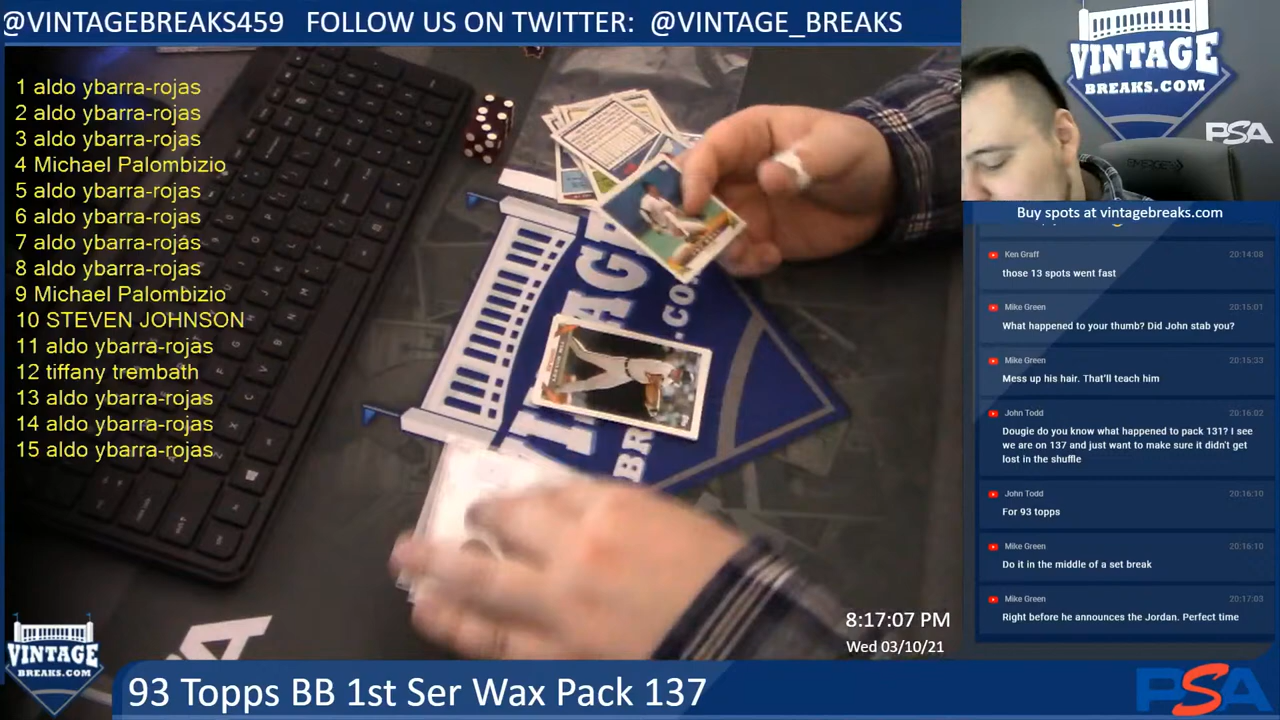 @VINTAGEBREAKS459 FOLLOW US ON TWITTER: @VINTAGE_BREAKS
1 aldo ybarra-rojas
2 aldo ybarra-rojas
3 aldo ybarra-rojas
4 Michael Palombizio
5 aldo ybarra-rojas
6 aldo ybarra-rojas
7 aldo ybarra-rojas
8 aldo ybarra-rojas
9 Michael Palombizio
10 STEVEN JOHNSON
11 aldo ybarra-rojas
12 tiffany trembath
13 aldo ybarra-rojas
14 aldo ybarra-rojas
15 aldo ybarra-rojas
VINTAGE
BREAKS.COM
PSA
Buy spots at vintagebreaks.com
Ken Graff 20:14:08
those 13 spots went fast
Mike Green 20:15:01
What happened to your thumb? Did John stab you?
Mike Green 20:15:33
Mess up his hair. That'll teach him
John Todd 20:16:02
Dougie do you know what happened to pack 131? I see
we are on 137 and just want to make sure it didn't get
lost in the shuffle
John Todd 20:16:10
For 93 topps
Mike Green 20:16:10
Do it in the middle of a set break
Mike Green 20:17:03
Right before he announces the Jordan. Perfect time
8:17:07 PM
Wed 03/10/21
VINTAGE
BREAKS.COM
93 Topps BB 1st Ser Wax Pack 137
PSA